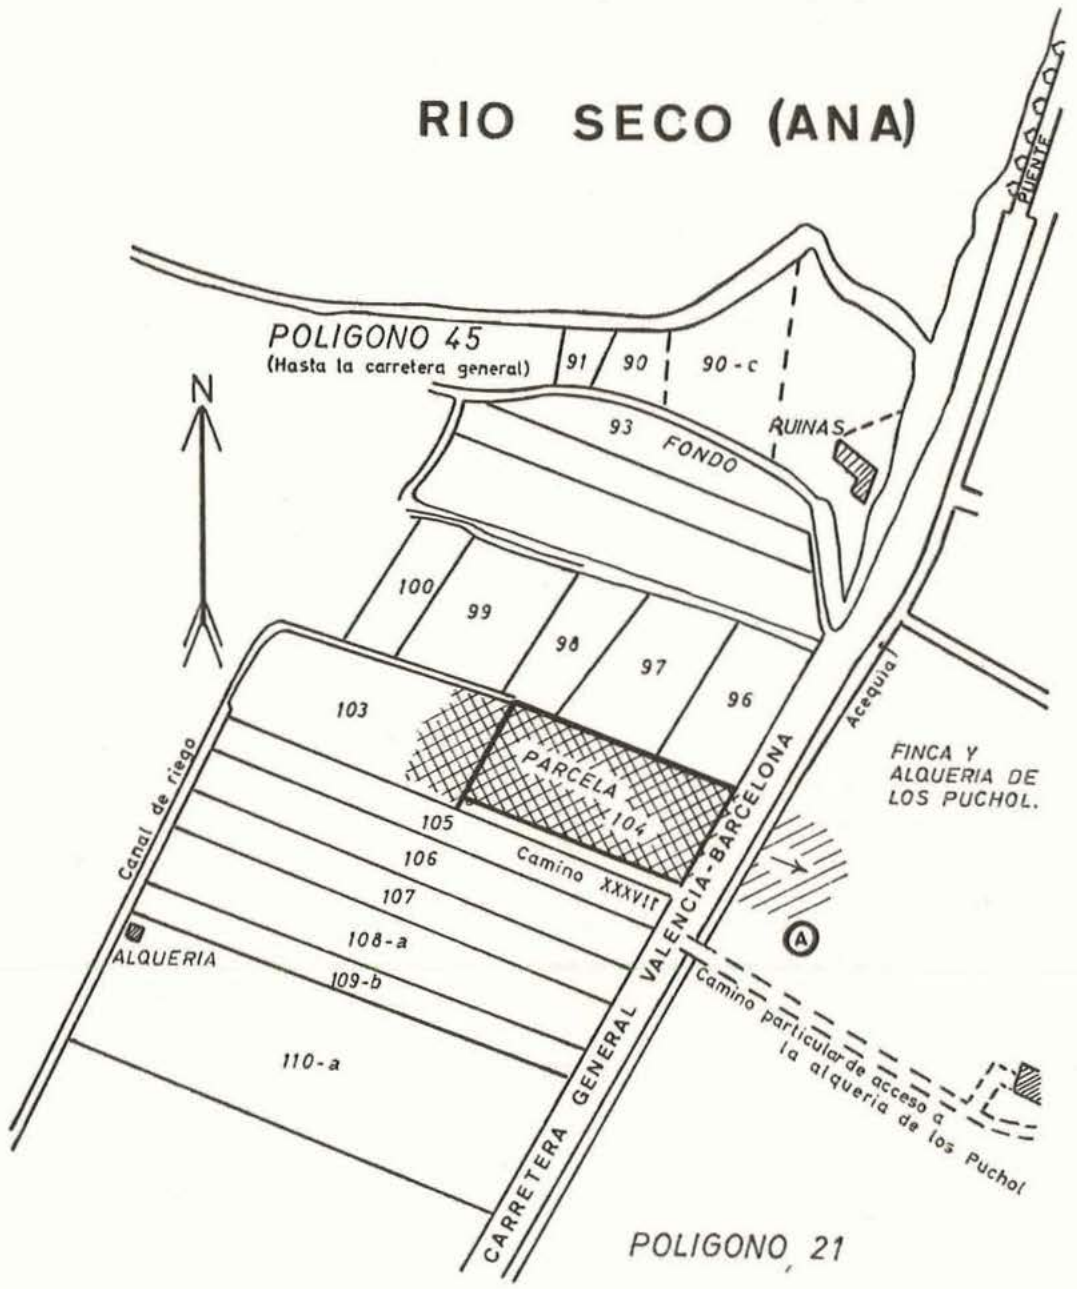 RIO SECO (ANA)
PUENTE
POLIGONO 45
(Hasta la carretera general)
91
90
90-c
N
93 FONDO
RUINAS
100
99
98
97
96
103
PARCELA
104
Acequia
FINCA Y
ALQUERIA DE
LOS PUCHOL.
Canal de riego
105
Camino XXXVII
106
107
108-a
109-b
110-a
ALQUERIA
A
CARRETERA GENERAL VALENCIA-BARCELONA
Camino particular de acceso a
la alqueria de los Puchol
POLIGONO, 21